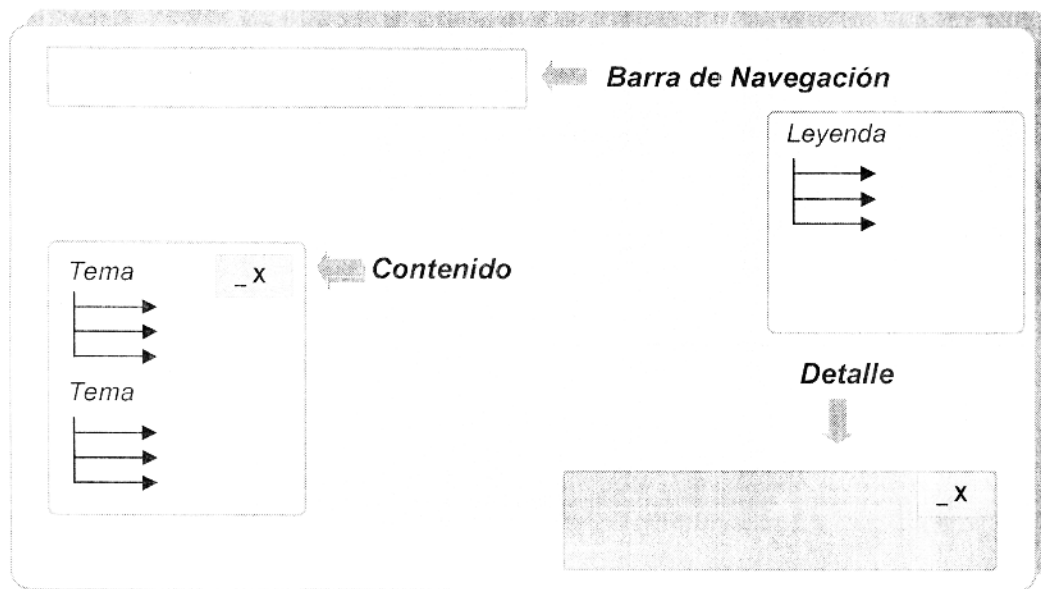 Barra de Navegación
Leyenda
Tema
_ X
Contenido
Tema
Detalle
_ X